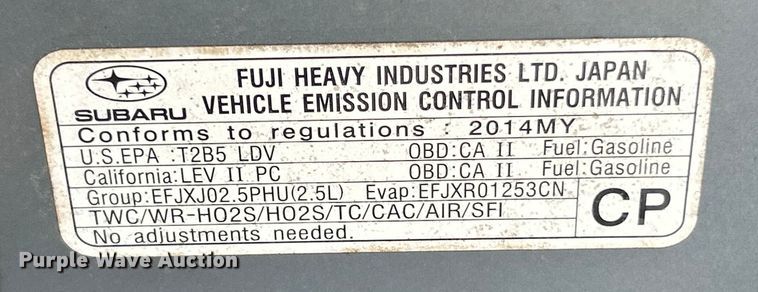 SUBARU
FUJI HEAVY INDUSTRIES LTD. JAPAN
VEHICLE EMISSION CONTROL INFORMATION
Conforms to regulations : 2014MY
U.S.EPA :T2B5 LDV OBD:CA II Fuel:Gasoline
California:LEV II PC OBD:CA II Fuel:Gasoline
Group:EFJXJ02.5PHU(2.5L) Evap:EFJXR01253CN
TWC/WR-HO2S/HO2S/TC/CAC/AIR/SFI
No adjustments needed.
CP
Purple Wave Auction